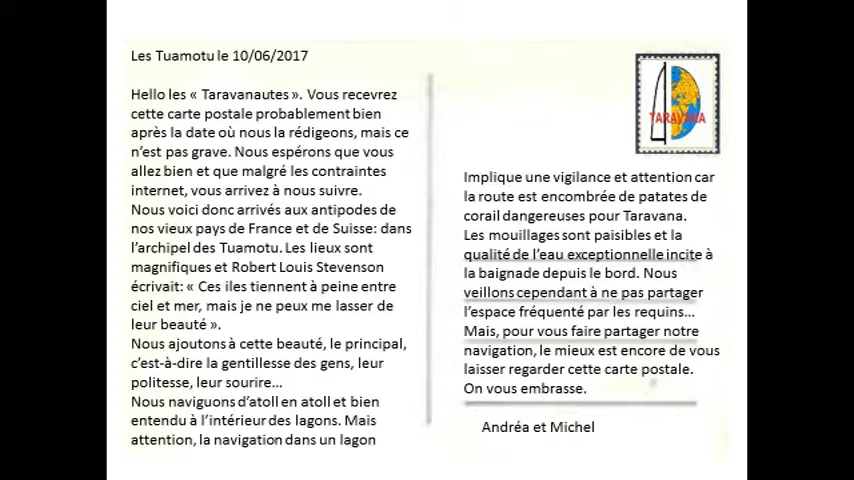 Les Tuamotu le 10/06/2017
Hello les « Taravanautes ». Vous recevrez
cette carte postale probablement bien
après la date où nous la rédigeons, mais ce
n'est pas grave. Nous espérons que vous
allez bien et que malgré les contraintes
internet, vous arrivez à nous suivre.
Nous voici donc arrivés aux antipodes de
nos vieux pays de France et de Suisse: dans
l'archipel des Tuamotu. Les lieux sont
magnifiques et Robert Louis Stevenson
écrivait: « Ces iles tiennent à peine entre
ciel et mer, mais je ne peux me lasser de
leur beauté ».
Nous ajoutons à cette beauté, le principal,
c'est-à-dire la gentillesse des gens, leur
politesse, leur sourire...
Nous naviguons d'atoll en atoll et bien
entendu à l'intérieur des lagons. Mais
attention, la navigation dans un lagon
TARAVANA
Implique une vigilance et attention car
la route est encombrée de patates de
corail dangereuses pour Taravana.
Les mouillages sont paisibles et la
qualité de l'eau exceptionnelle incite à
la baignade depuis le bord. Nous
veillons cependant à ne pas partager
l'espace fréquenté par les requins...
Mais, pour vous faire partager notre
navigation, le mieux est encore de vous
laisser regarder cette carte postale.
On vous embrasse.
Andréa et Michel